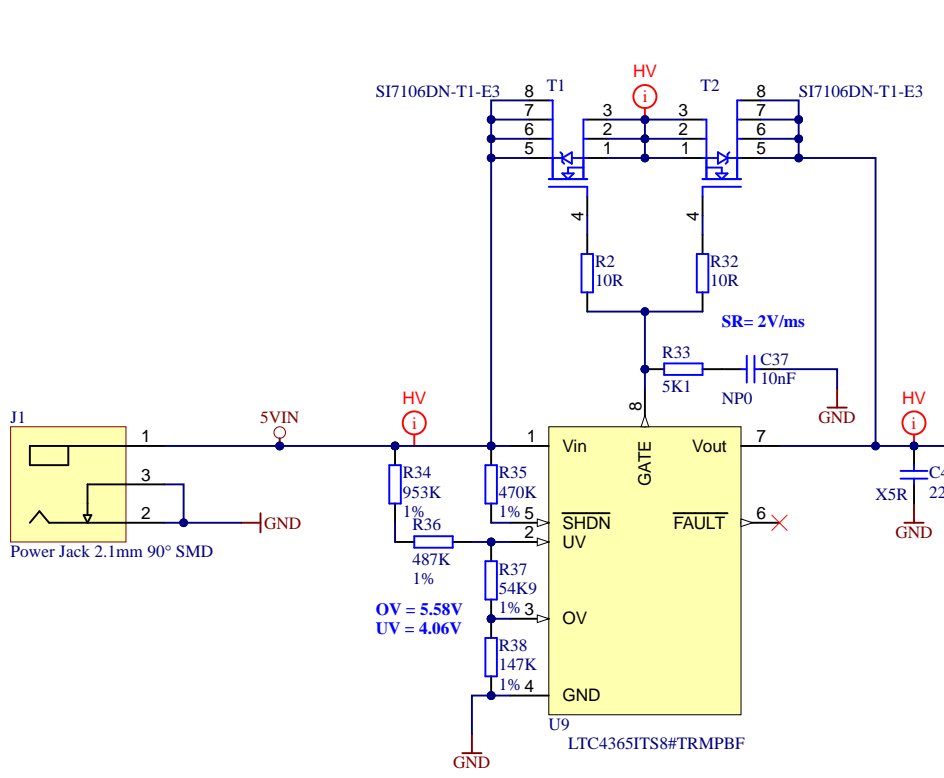 HV
SI7106DN-T1-E3
8
T1
T2
8
SI7106DN-T1-E3
7
3
i
3
7
6
2
2
6
5
1
1
5
4
4
R2
10R
R32
10R
SR= 2V/ms
R33
5K1
C37
10nF
NP0
GND
8
J1
1
5VIN
HV
i
1
Vin
GATE
Vout
7
HV
i
3
2
GND
Power Jack 2.1mm 90° SMD
R34
953K
1%
R35
470K
1%
R36
487K
1%
5
SHDN
2
UV
FAULT
6
C4
X5R
22
GND
R37
54K9
1%
3
OV
OV = 5.58V
UV = 4.06V
R38
147K
1%
4
GND
U9
LTC4365ITS8#TRMPBF
GND